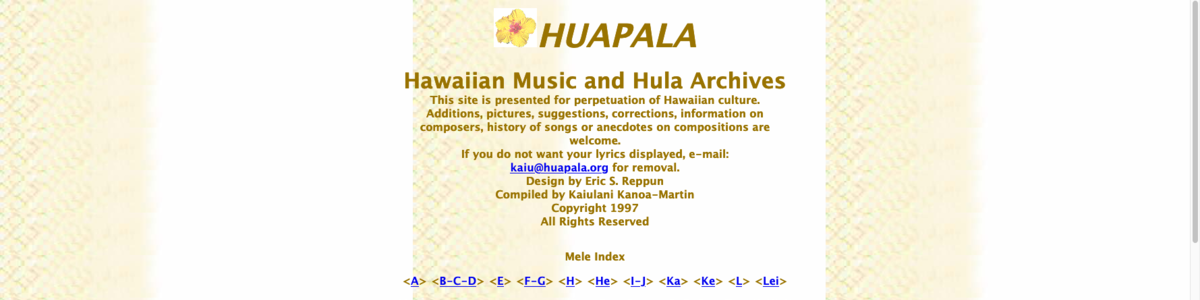 HUAPALA
Hawaiian Music and Hula Archives
This site is presented for perpetuation of Hawaiian culture.
Additions, pictures, suggestions, corrections, information on
composers, history of songs or anecdotes on compositions are
welcome.
If you do not want your lyrics displayed, e-mail:
kaiu@huapala.org for removal.
Design by Eric S. Reppun
Compiled by Kaiulani Kanoa-Martin
Copyright 1997
All Rights Reserved
Mele Index
<A> <B-C-D> <E> <F-G> <H> <He> <I-J> <Ka> <Ke> <L> <Lei>